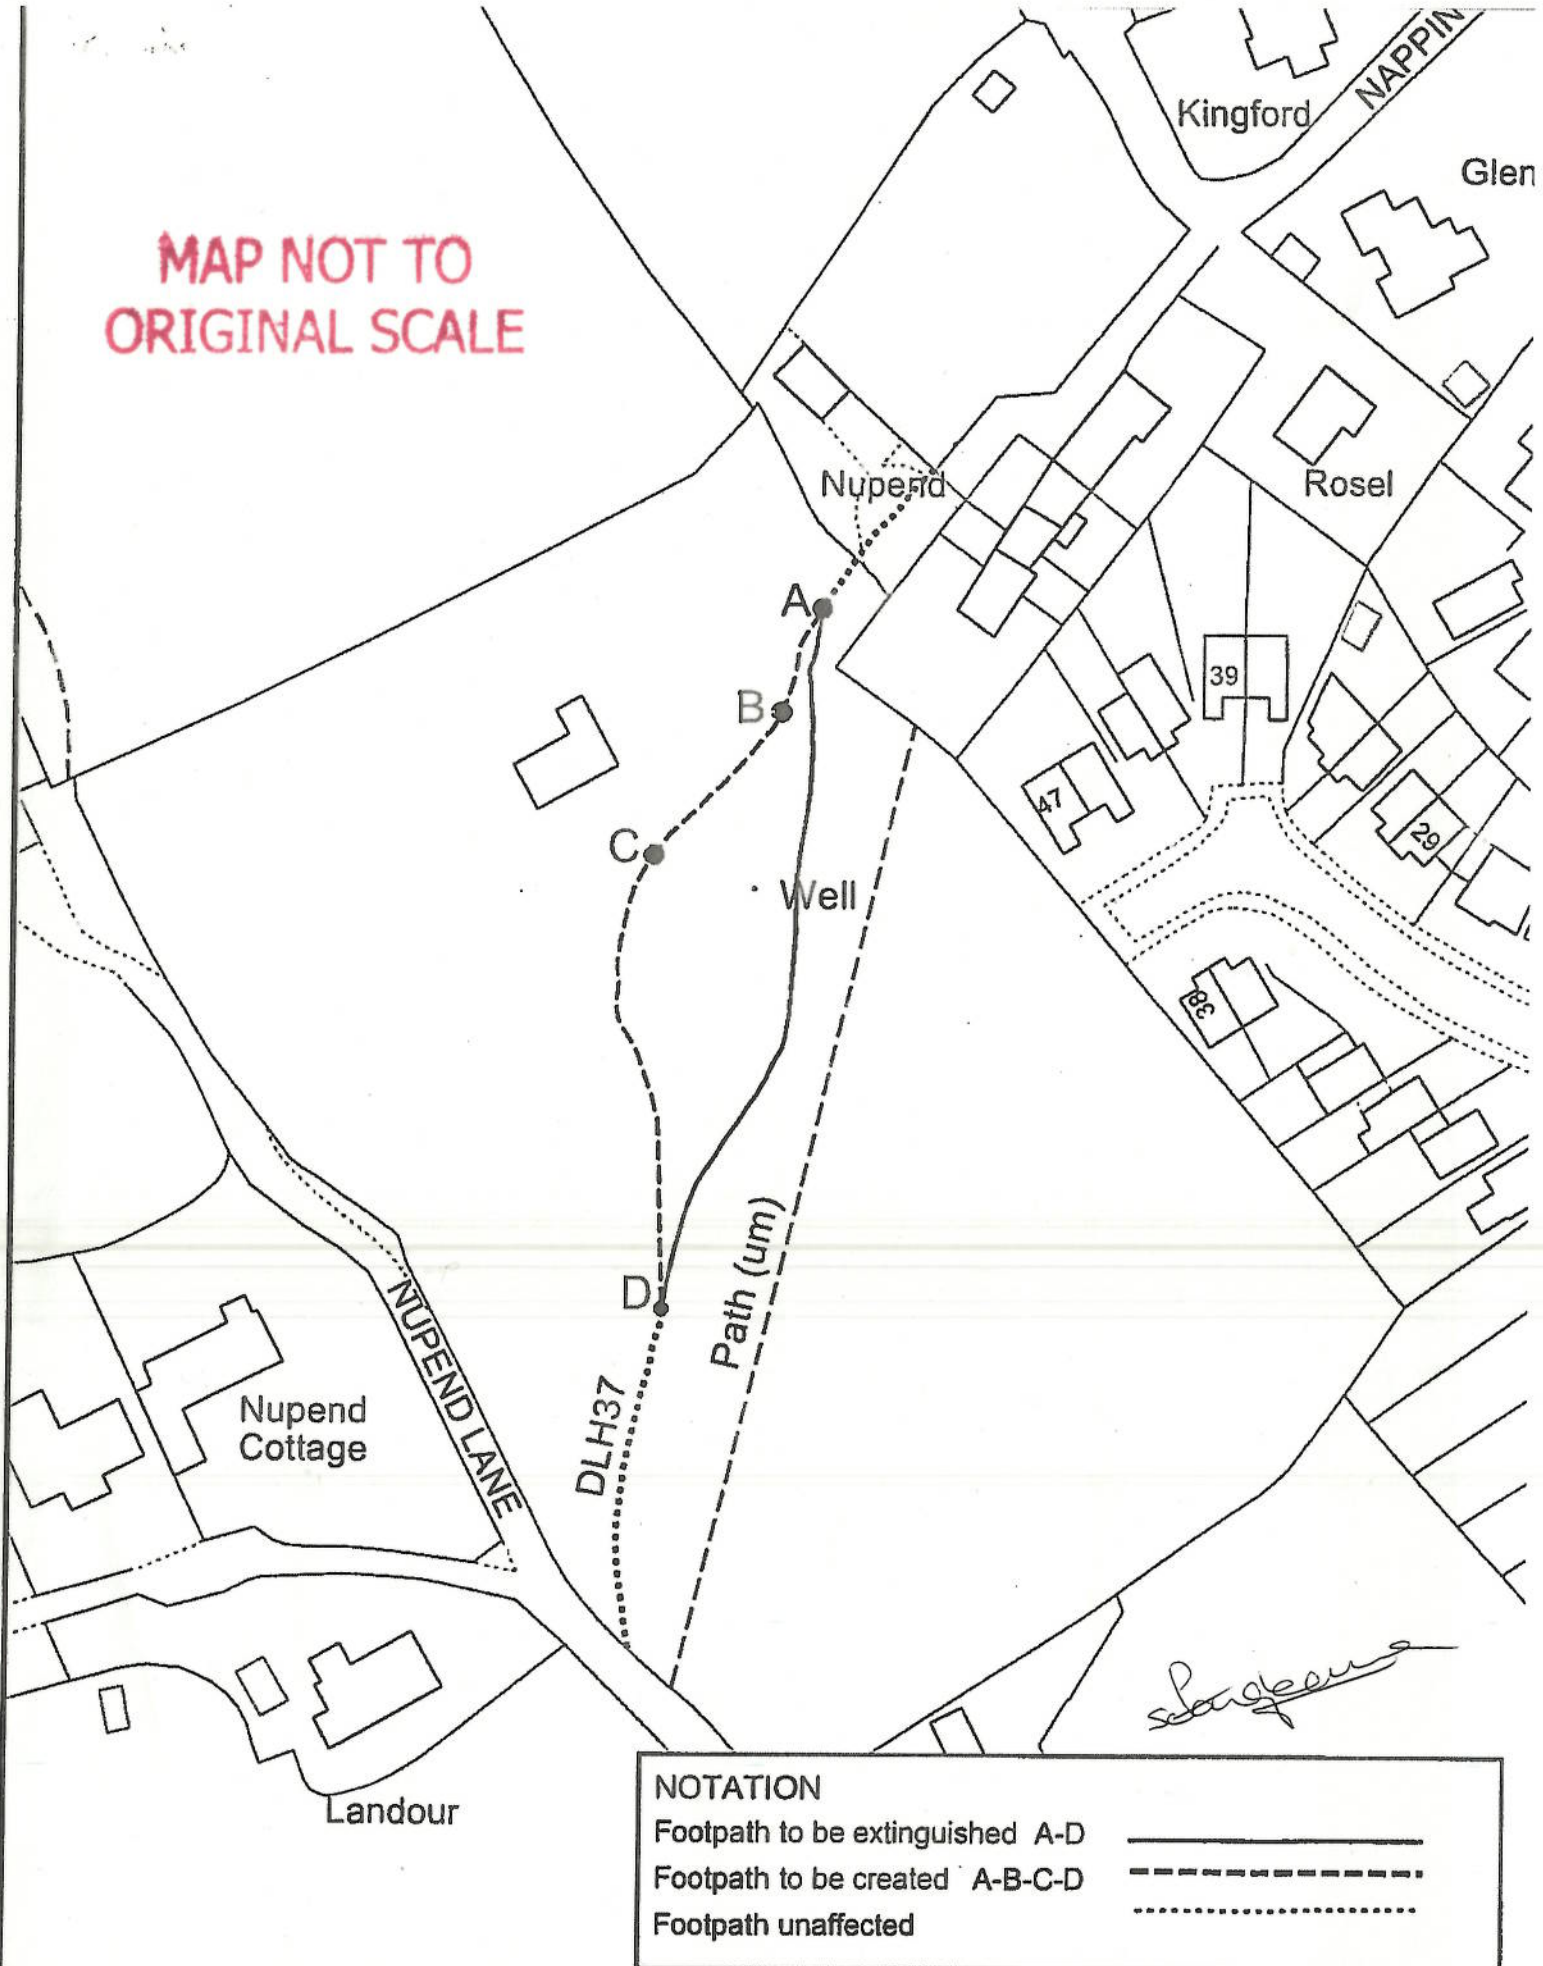 NAPPIN
Kingford
Glen
MAP NOT TO
ORIGINAL SCALE
Nupend
Rosel
A
39
B
47
C
29
Well
38
D
Path (um)
NUPEND LANE
DLH37
Nupend
Cottage
Landour
NOTATION
Footpath to be extinguished A-D
Footpath to be created A-B-C-D
Footpath unaffected